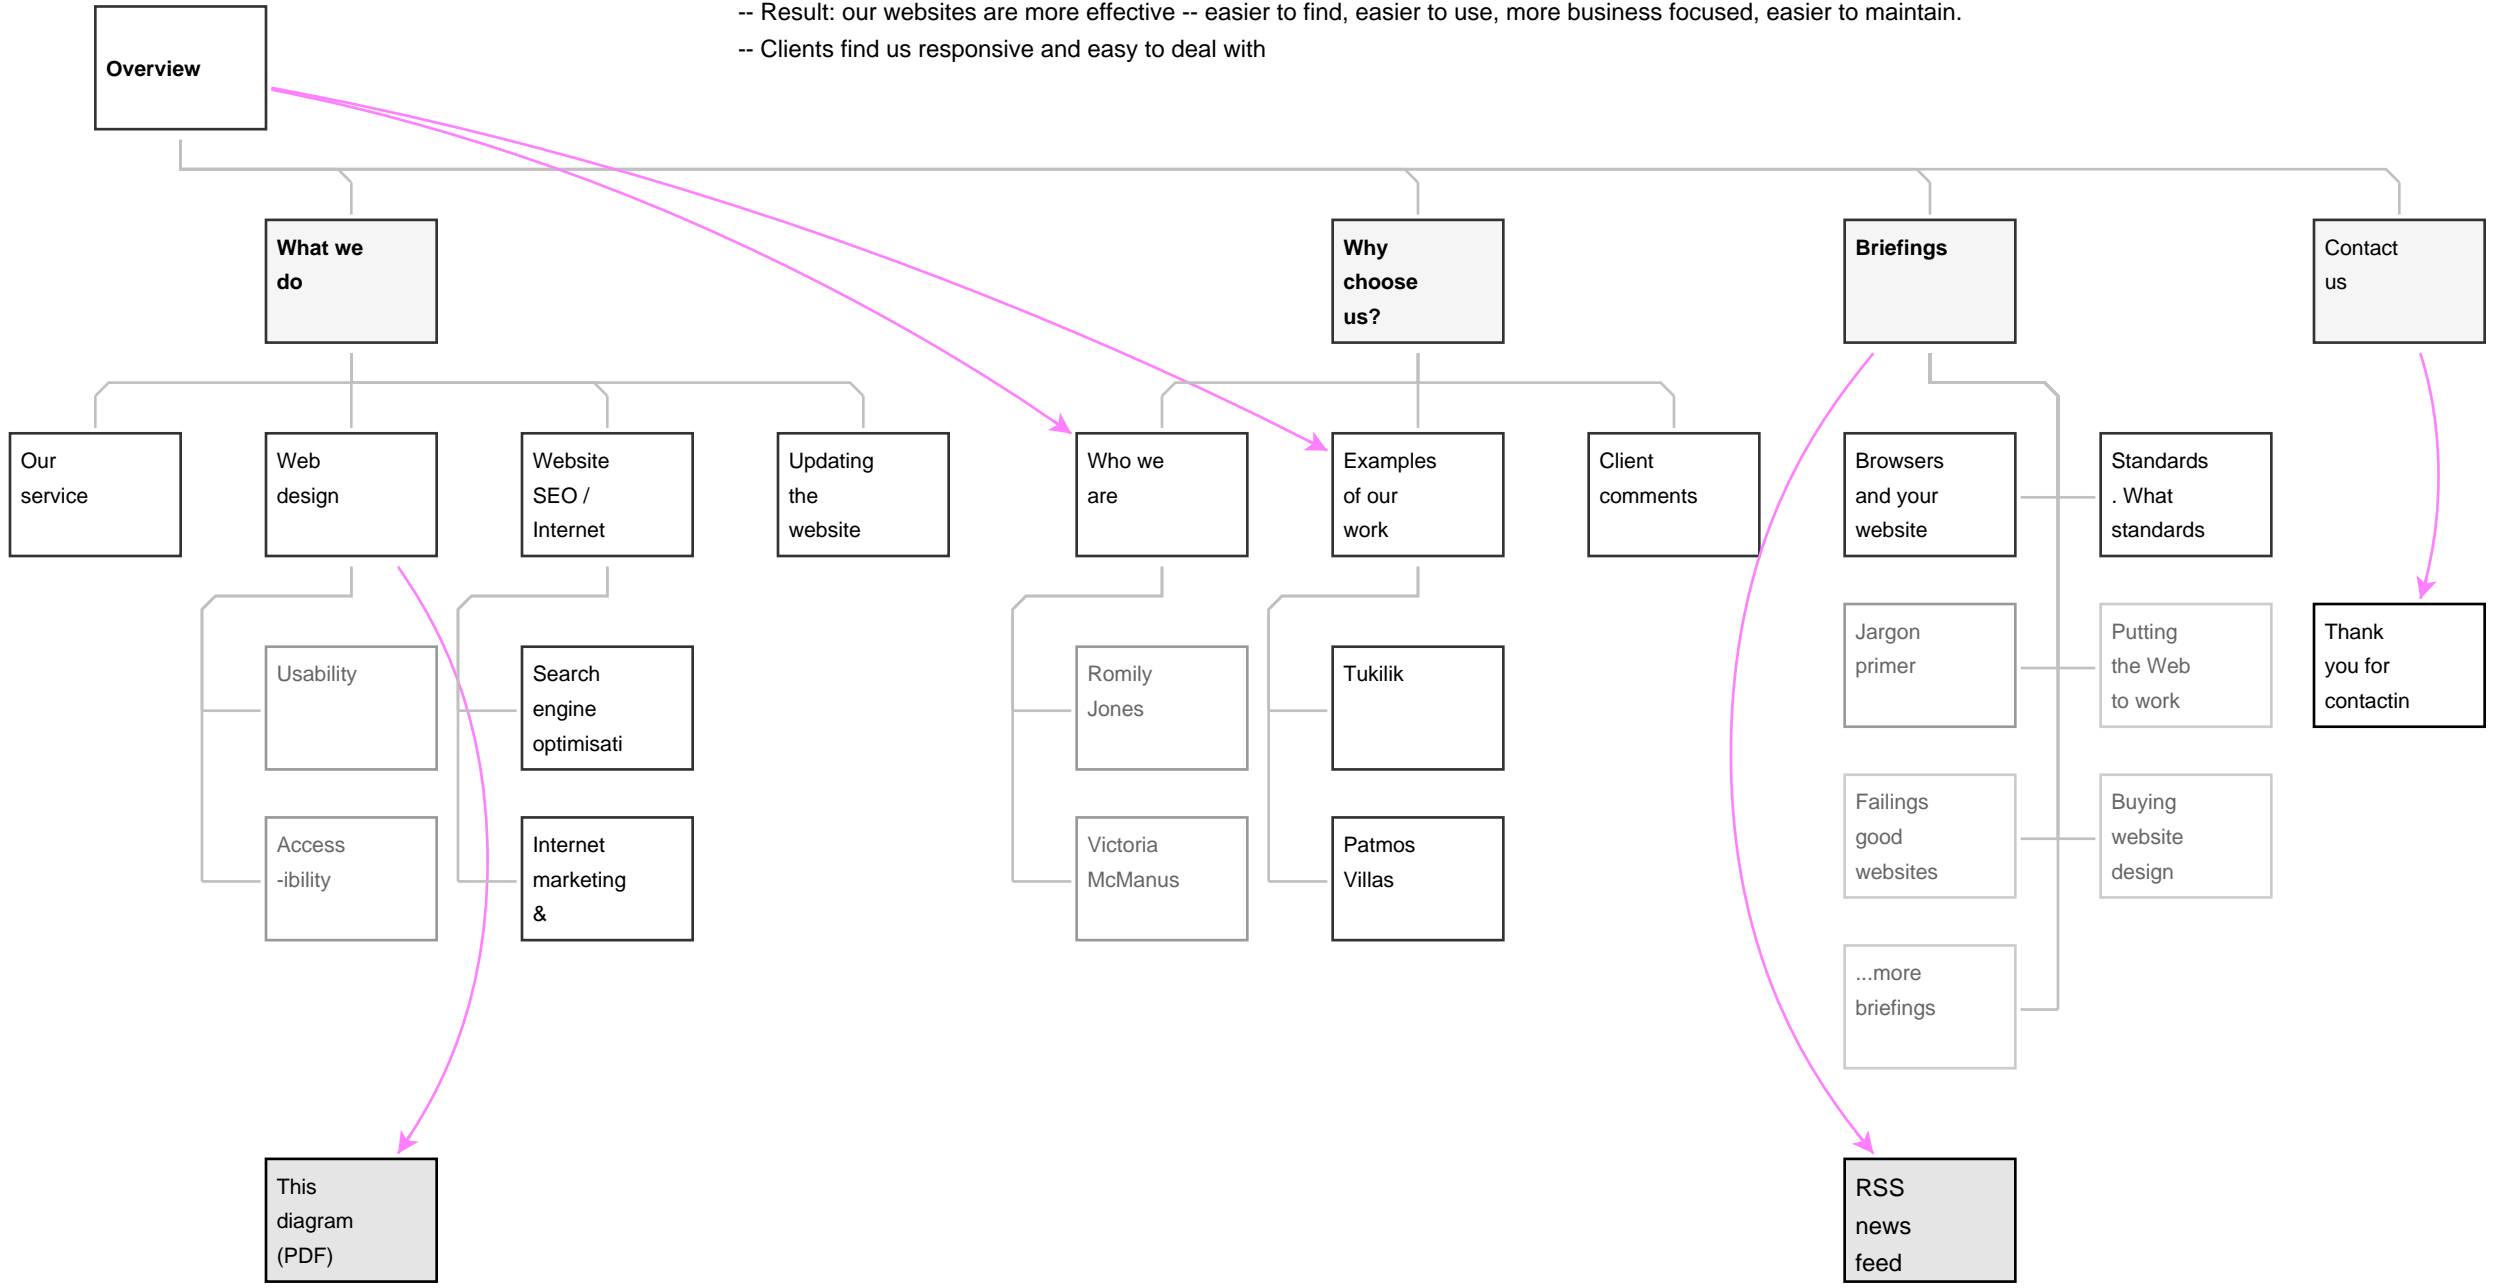 -- Result: our websites are more effective -- easier to find, easier to use, more business focused, easier to maintain.
-- Clients find us responsive and easy to deal with
Overview
What we
do
Why
choose
us?
Briefings
Contact
us
Our
service
Web
design
Website
SEO /
Internet
Updating
the
website
Who we
are
Examples
of our
work
Client
comments
Browsers
and your
website
Standards
. What
standards
Usability
Search
engine
optimisati
Romily
Jones
Tukilik
Jargon
primer
Putting
the Web
to work
Thank
you for
contactin
Access
-ibility
Internet
marketing
&
Victoria
McManus
Patmos
Villas
Failings
good
websites
Buying
website
design
...more
briefings
This
diagram
(PDF)
RSS
news
feed